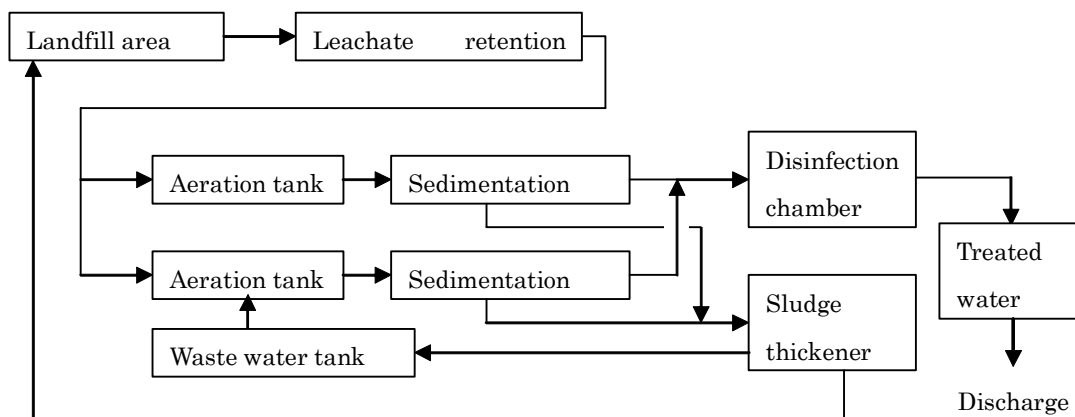 Landfill area
Leachate retention
Aeration tank
Sedimentation
Disinfection
chamber
Aeration tank
Sedimentation
Treated
water
Sludge
thickener
Waste water tank
Discharge